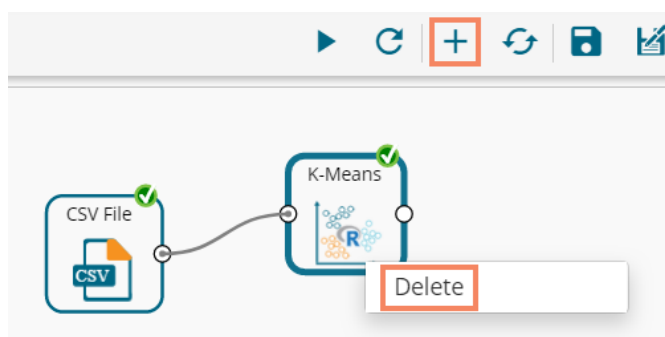 K-Means
CSV File
R
CSV
Delete